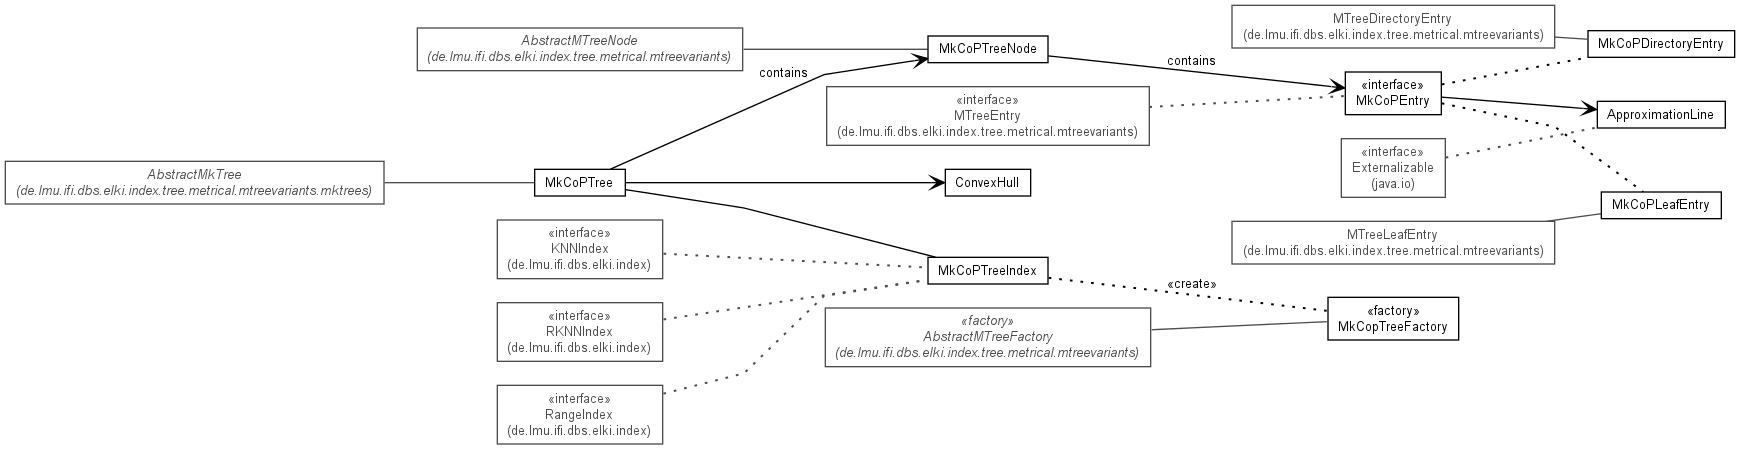 MTreeDirectoryEntry
(de.lmu.ifi.dbs.elki.index.tree.metrical.mtreevariants)
AbstractMTreeNode
(de.lmu.ifi.dbs.elki.index.tree.metrical.mtreevariants)
MkCoPTreeNode
MkCoPDirectoryEntry
contains
contains
«interface»
MkCoPEntry
«interface»
MTreeEntry
(de.lmu.ifi.dbs.elki.index.tree.metrical.mtreevariants)
ApproximationLine
«interface»
Externalizable
(java.io)
AbstractMkTree
(de.lmu.ifi.dbs.elki.index.tree.metrical.mtreevariants.mktrees)
MkCoPTree
ConvexHull
MkCoPLeafEntry
«interface»
KNNIndex
(de.lmu.ifi.dbs.elki.index)
MTreeLeafEntry
(de.lmu.ifi.dbs.elki.index.tree.metrical.mtreevariants)
MkCoPTreeIndex
«create»
«interface»
RKNNIndex
(de.lmu.ifi.dbs.elki.index)
«factory»
AbstractMTreeFactory
(de.lmu.ifi.dbs.elki.index.tree.metrical.mtreevariants)
«factory»
MkCopTreeFactory
«interface»
RangeIndex
(de.lmu.ifi.dbs.elki.index)